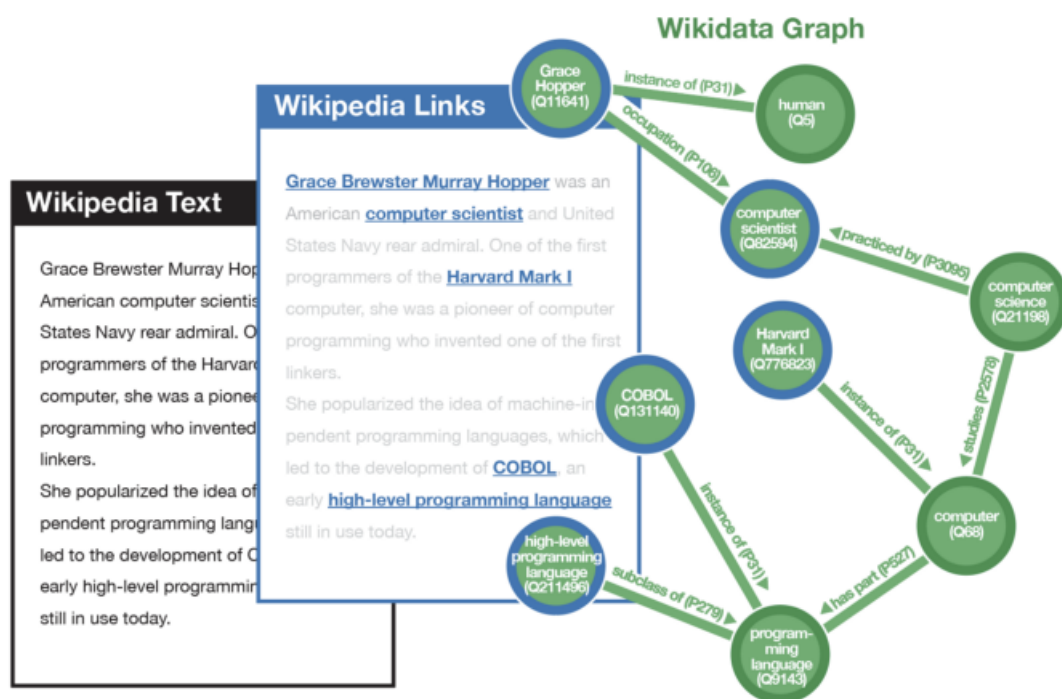 Wikidata Graph
Grace
Hopper
(Q11641)
instance of (P31)
human
(Q5)
occupation (P106)
computer
scientist
(Q82594)
practiced by (P3095)
computer
science
(Q21198)
Harvard
Mark I
(Q776823)
instance of (P31)
studies (P2578)
COBOL
(Q131140)
instance of (P31)
computer
(Q68)
has part (P527)
high-level
programming
language
(Q211496)
subclass of (P279)
program-
ming
language
(Q9143)
Wikipedia Links
Grace Brewster Murray Hopper was an
American computer scientist and United
States Navy rear admiral. One of the first
programmers of the Harvard Mark I
computer, she was a pioneer of computer
programming who invented one of the first
linkers.
She popularized the idea of machine-in
pendent programming languages, which
led to the development of COBOL, an
early high-level programming language
still in use today.
Wikipedia Text
Grace Brewster Murray Hop
American computer scientis
States Navy rear admiral. O
programmers of the Harvard
computer, she was a pionee
programming who invented
linkers.
She popularized the idea of
pendent programming langu
led to the development of C
early high-level programmin
still in use today.